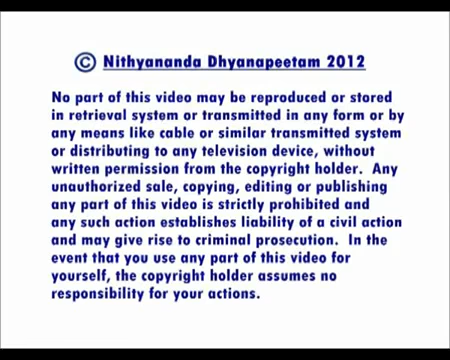 © Nithyananda Dhyanapeetam 2012
No part of this video may be reproduced or stored
in retrieval system or transmitted in any form or by
any means like cable or similar transmitted system
or distributing to any television device, without
written permission from the copyright holder. Any
unauthorized sale, copying, editing or publishing
any part of this video is strictly prohibited and
any such action establishes liability of a civil action
and may give rise to criminal prosecution. In the
event that you use any part of this video for
yourself, the copyright holder assumes no
responsibility for your actions.